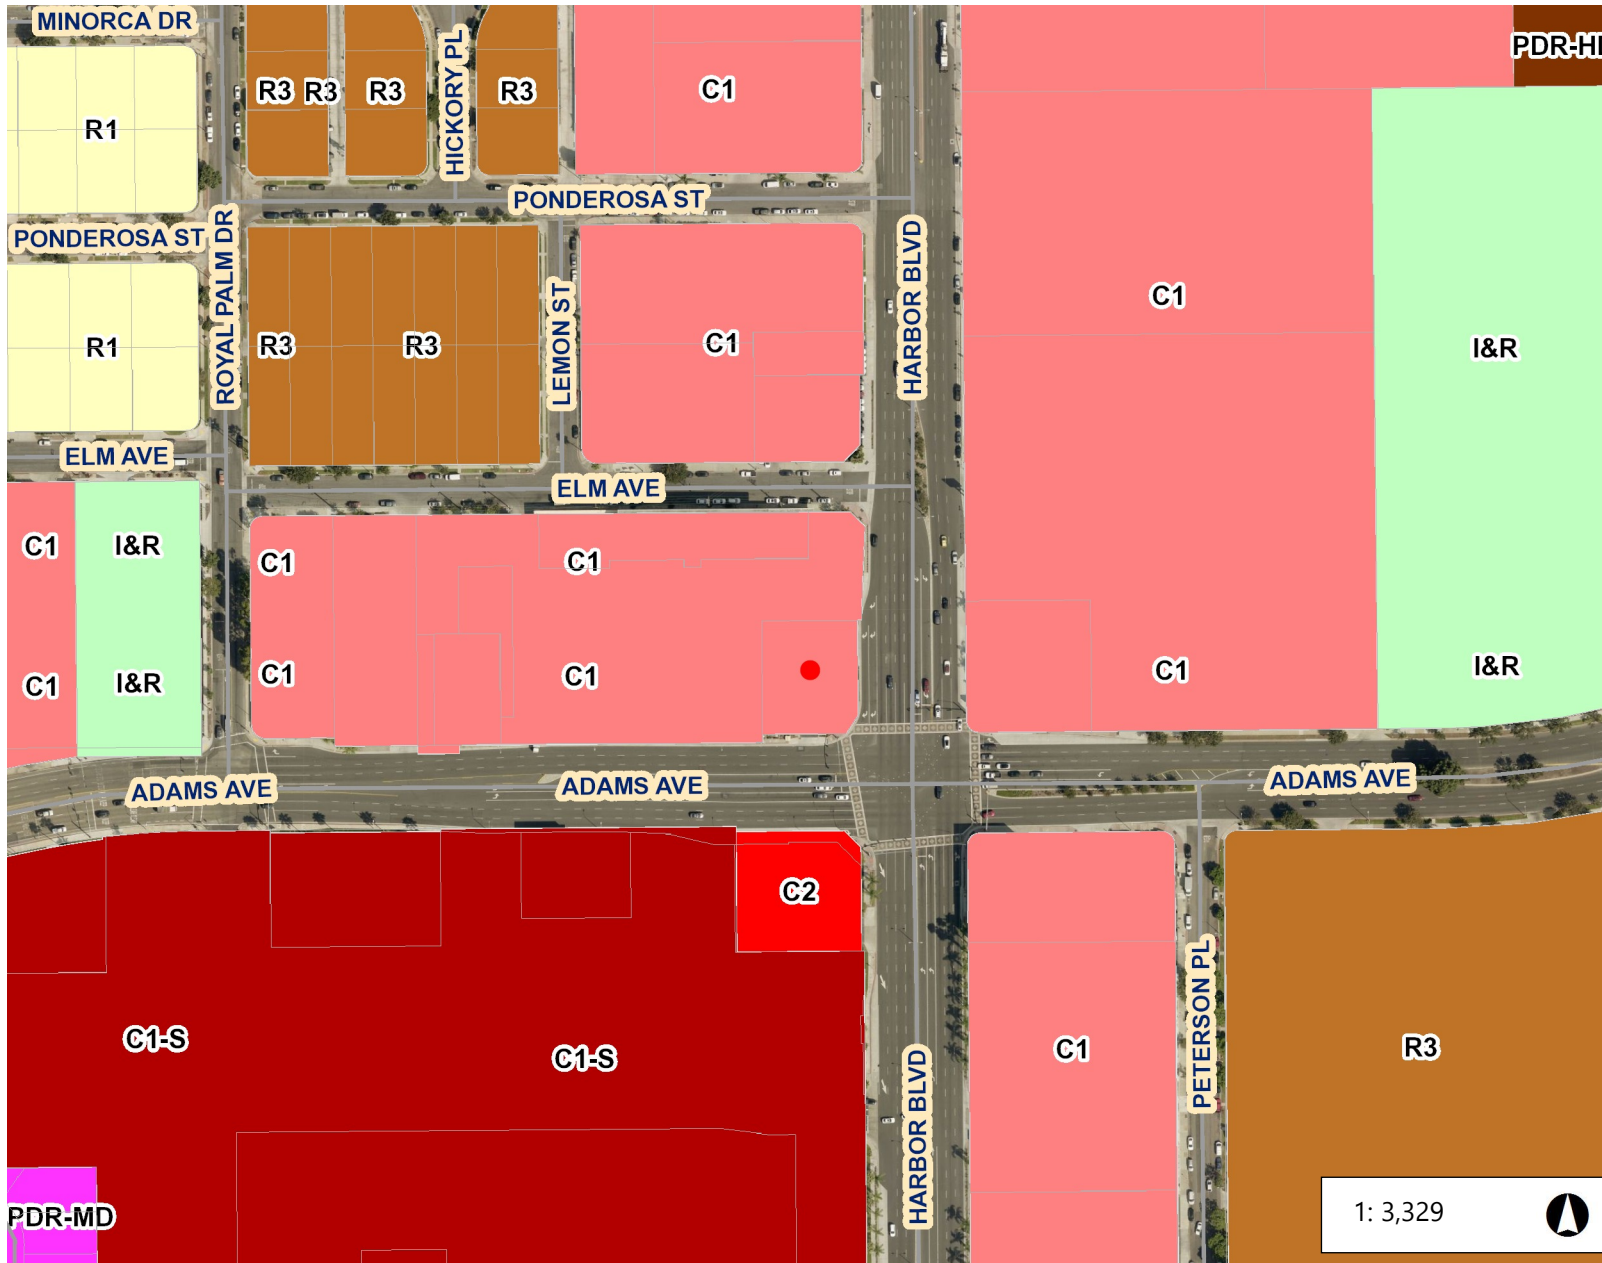 MINORCA DR
HICKORY PL
PDR-HI
R3
R3
R3
R3
C1
R1
PONDEROSA ST
PONDEROSA ST
ROYAL PALM DR
HARBOR BLVD
C1
LEMON ST
R1
R3
R3
C1
I&R
ELM AVE
ELM AVE
C1
I&R
C1
C1
C1
I&R
C1
C1
C1
I&R
ADAMS AVE
ADAMS AVE
ADAMS AVE
C2
C1-S
C1-S
C1
PETERSON PL
R3
HARBOR BLVD
PDR-MD
1: 3,329